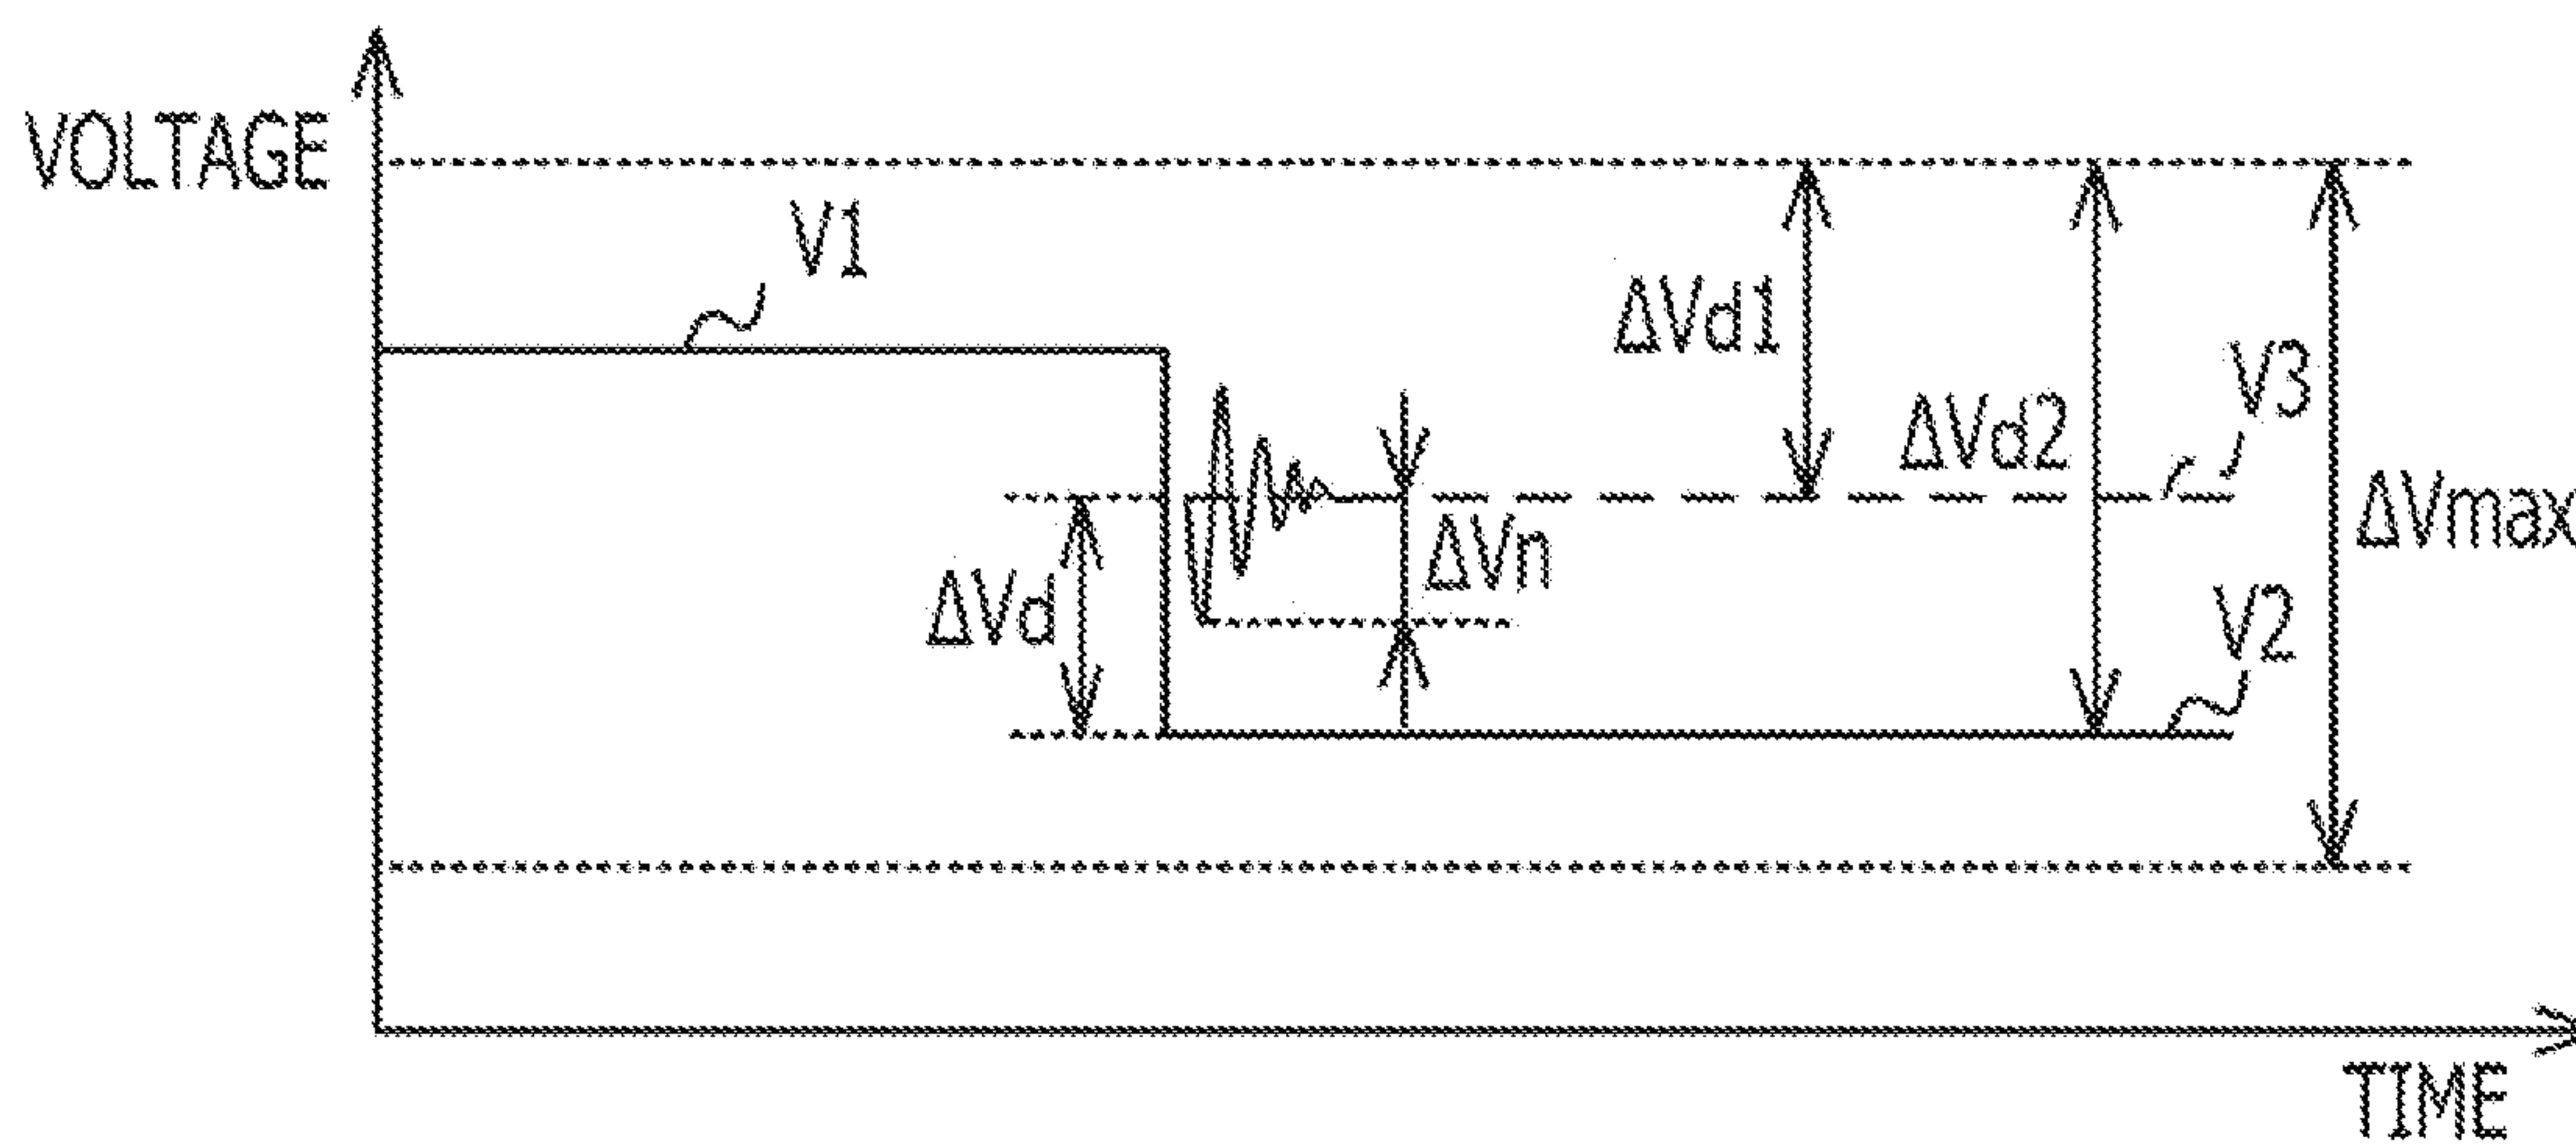 VOLTAGE
V1
ΔVd1
V3
ΔVd2
ΔVmax
ΔVn
ΔVd
V2
TIME